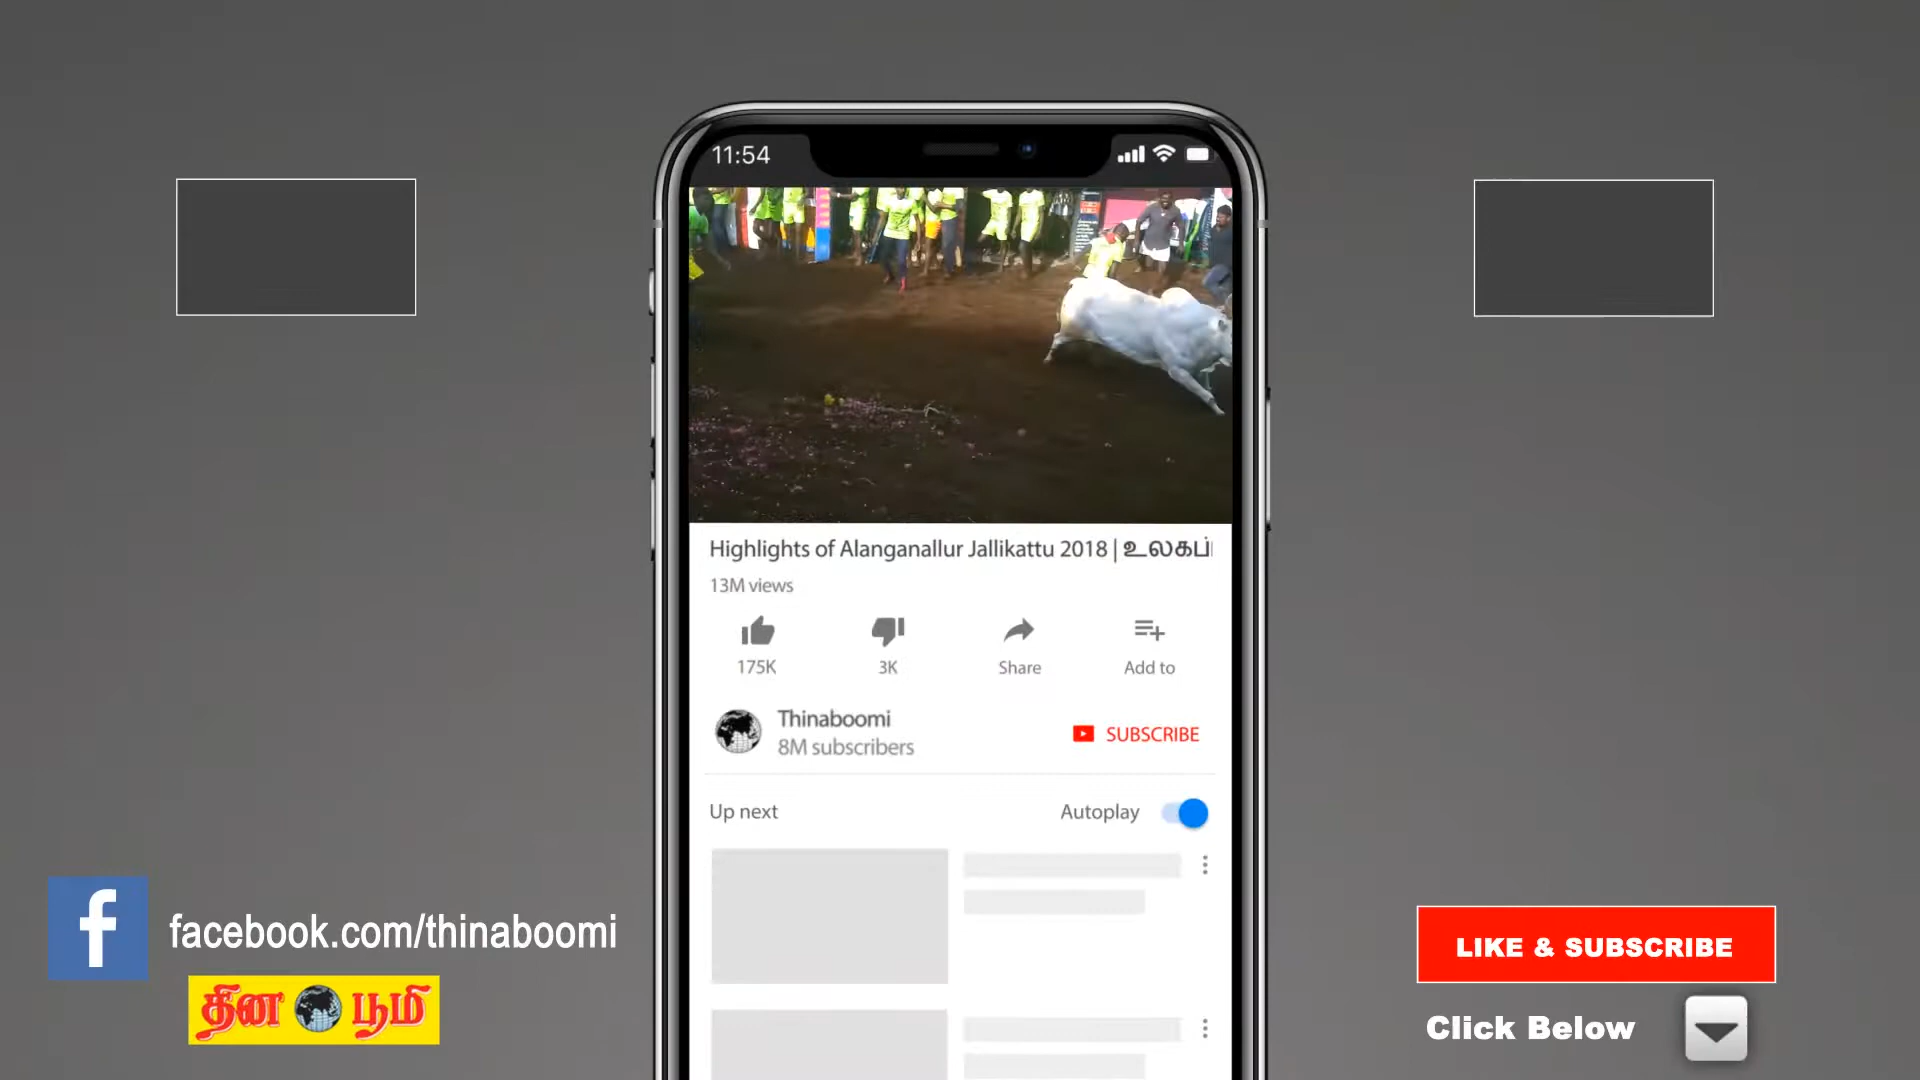 11:54
Highlights of Alanganallur Jallikattu 2018 | உலகப்
13M views
175K
3K
Share
Add to
Thinaboomi
8M subscribers
SUBSCRIBE
Up next
Autoplay
facebook.com/thinaboomi
தின பூமி
LIKE & SUBSCRIBE
Click Below